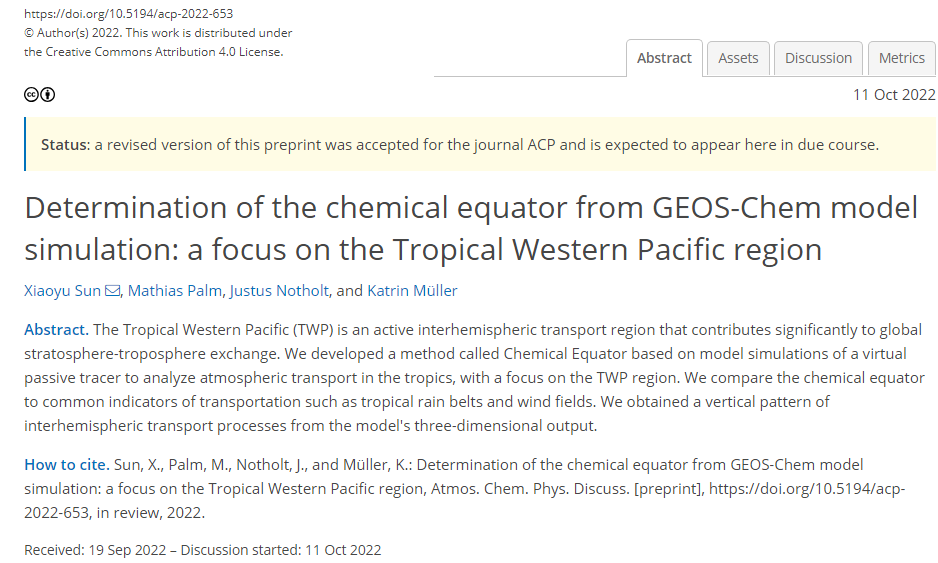 https://doi.org/10.5194/acp-2022-653
© Author(s) 2022. This work is distributed under
the Creative Commons Attribution 4.0 License.
Abstract Assets Discussion Metrics
cc
11 Oct 2022
Status: a revised version of this preprint was accepted for the journal ACP and is expected to appear here in due course.
Determination of the chemical equator from GEOS-Chem model
simulation: a focus on the Tropical Western Pacific region
Xiaoyu Sun, Mathias Palm, Justus Notholt, and Katrin Müller
Abstract. The Tropical Western Pacific (TWP) is an active interhemispheric transport region that contributes significantly to global
stratosphere-troposphere exchange. We developed a method called Chemical Equator based on model simulations of a virtual
passive tracer to analyze atmospheric transport in the tropics, with a focus on the TWP region. We compare the chemical equator
to common indicators of transportation such as tropical rain belts and wind fields. We obtained a vertical pattern of
interhemispheric transport processes from the model's three-dimensional output.
How to cite. Sun, X., Palm, M., Notholt, J., and Müller, K.: Determination of the chemical equator from GEOS-Chem model
simulation: a focus on the Tropical Western Pacific region, Atmos. Chem. Phys. Discuss. [preprint], https://doi.org/10.5194/acp-
2022-653, in review, 2022.
Received: 19 Sep 2022 – Discussion started: 11 Oct 2022